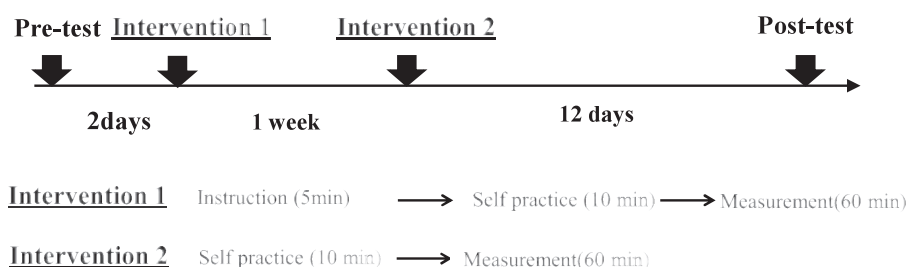 Pre-test Intervention 1 Intervention 2 Post-test
2days 1 week 12 days
Intervention 1 Instruction (5min) Self practice (10 min) Measurement(60 min)
Intervention 2 Self practice (10 min) Measurement(60 min)